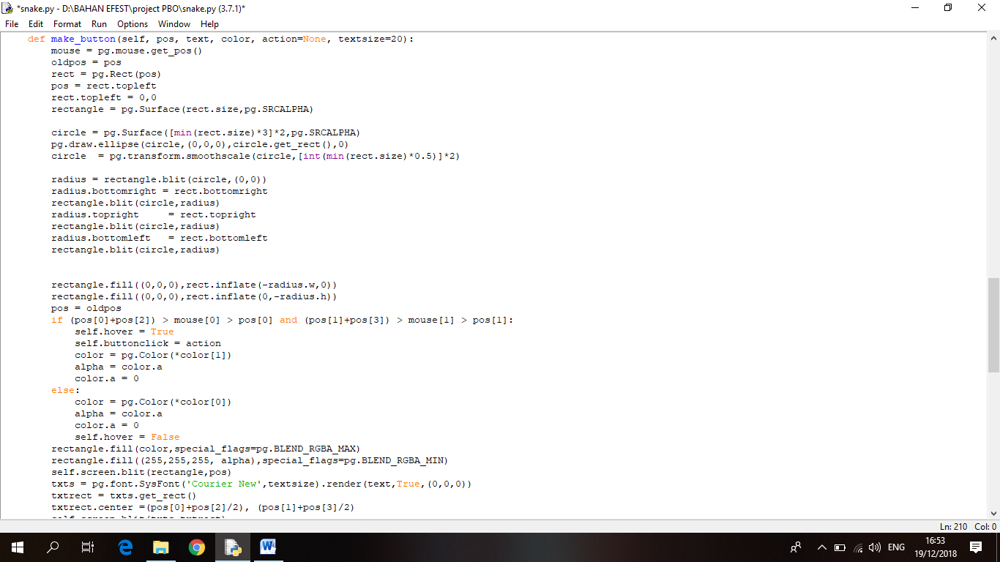 *snake.py - D:\BAHAN EFEST\project PBO\snake.py (3.7.1)*
File Edit Format Run Options Window Help
    def make_button(self, pos, text, color, action=None, textsize=20):
        mouse = pg.mouse.get_pos()
        oldpos = pos
        rect = pg.Rect(pos)
        pos = rect.topleft
        rect.topleft = 0,0
        rectangle = pg.Surface(rect.size,pg.SRCALPHA)

        circle = pg.Surface([min(rect.size)*3]*2,pg.SRCALPHA)
        pg.draw.ellipse(circle,(0,0,0),circle.get_rect(),0)
        circle  = pg.transform.smoothscale(circle,[int(min(rect.size)*0.5)]*2)

        radius = rectangle.blit(circle,(0,0))
        radius.bottomright = rect.bottomright
        rectangle.blit(circle,radius)
        radius.topright     = rect.topright
        rectangle.blit(circle,radius)
        radius.bottomleft   = rect.bottomleft
        rectangle.blit(circle,radius)

        rectangle.fill((0,0,0),rect.inflate(-radius.w,0))
        rectangle.fill((0,0,0),rect.inflate(0,-radius.h))
        pos = oldpos
        if (pos[0]+pos[2]) > mouse[0] > pos[0] and (pos[1]+pos[3]) > mouse[1] > pos[1]:
            self.hover = True
            self.buttonclick = action
            color = pg.Color(*color[1])
            alpha = color.a
            color.a = 0
        else:
            color = pg.Color(*color[0])
            alpha = color.a
            color.a = 0
            self.hover = False
        rectangle.fill(color,special_flags=pg.BLEND_RGBA_MAX)
        rectangle.fill((255,255,255, alpha),special_flags=pg.BLEND_RGBA_MIN)
        self.screen.blit(rectangle,pos)
        txts = pg.font.SysFont('Courier New',textsize).render(text,True,(0,0,0))
        txtrect = txts.get_rect()
        txtrect.center =(pos[0]+pos[2]/2), (pos[1]+pos[3]/2)
        self.screen.blit(txts,txtrect)
Ln: 210 Col: 0
ENG
16:53
19/12/2018